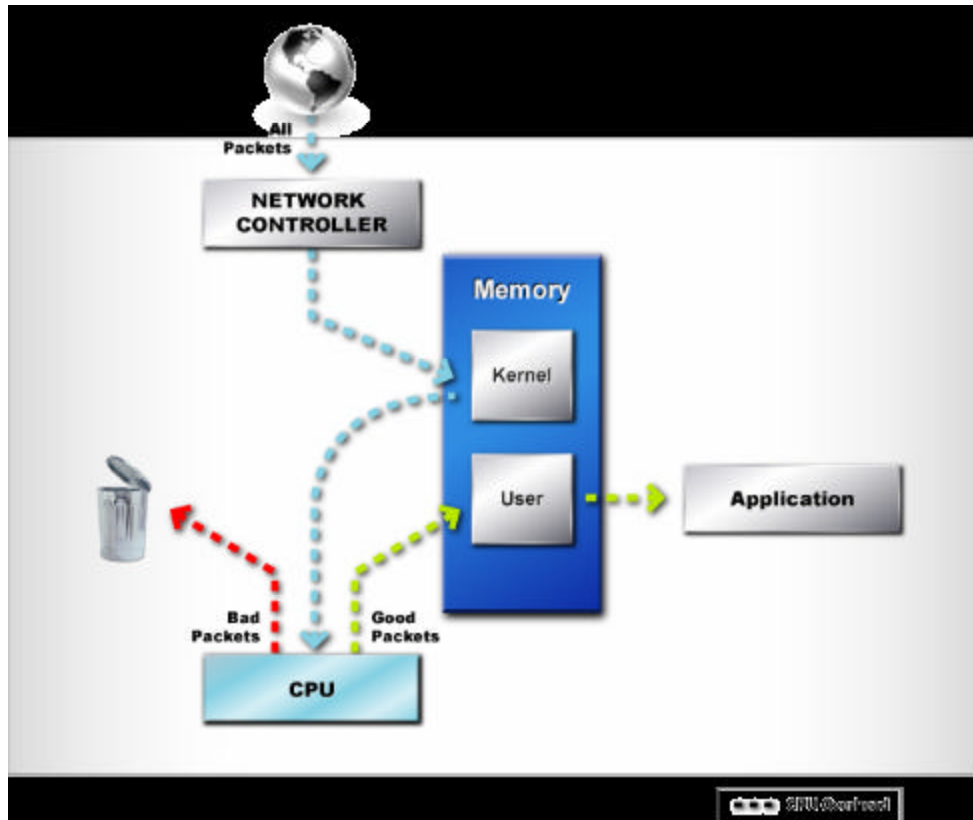 All
Packets
NETWORK
CONTROLLER
Memory
Kernel
User
Application
Bad
Packets
Good
Packets
CPU